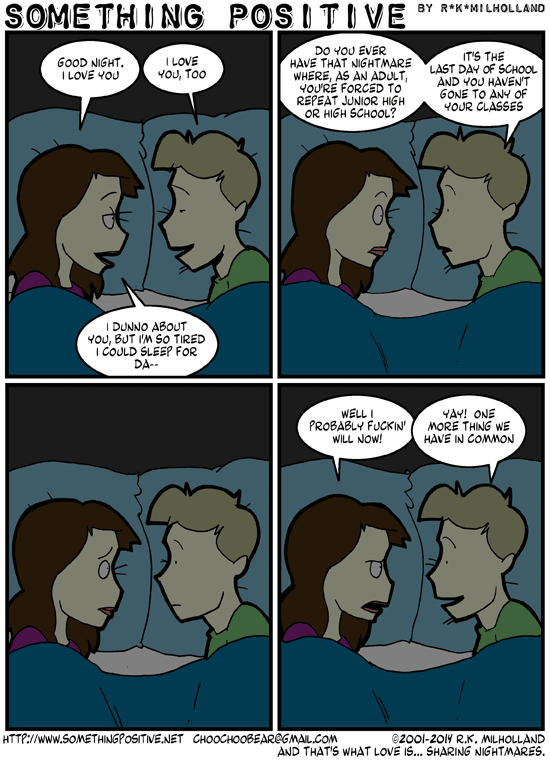 SOMETHING POSITIVE BY R*K*MILHOLLAND
GOOD NIGHT.
I LOVE YOU
I LOVE
YOU, TOO
I DUNNO ABOUT
YOU, BUT I'M SO TIRED
I COULD SLEEP FOR
DA--
DO YOU EVER
HAVE THAT NIGHTMARE
WHERE, AS AN ADULT,
YOU'RE FORCED TO
REPEAT JUNIOR HIGH
OR HIGH SCHOOL?
IT'S THE
LAST DAY OF SCHOOL
AND YOU HAVEN'T
GONE TO ANY OF
YOUR CLASSES
WELL I
PROBABLY FUCKIN'
WILL NOW!
YAY! ONE
MORE THING WE
HAVE IN COMMON
HTTP://WWW.SOMETHINGPOSITIVE.NET CHOOCHOOBEAR@GMAIL.COM ©2001-2014 R.K. MILHOLLAND
AND THAT'S WHAT LOVE IS... SHARING NIGHTMARES.